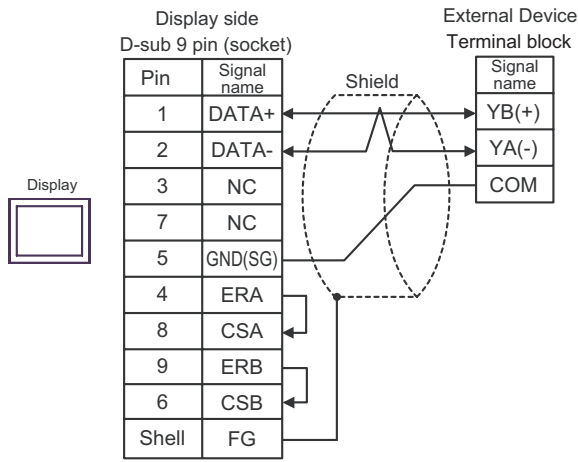 Display side
D-sub 9 pin (socket)
External Device
Terminal block
Pin
Signal
name
Shield
Signal
name
1 DATA+
YB(+)
2 DATA-
YA(-)
Display
3 NC
COM
7 NC
5 GND(SG)
4 ERA
8 CSA
9 ERB
6 CSB
Shell FG